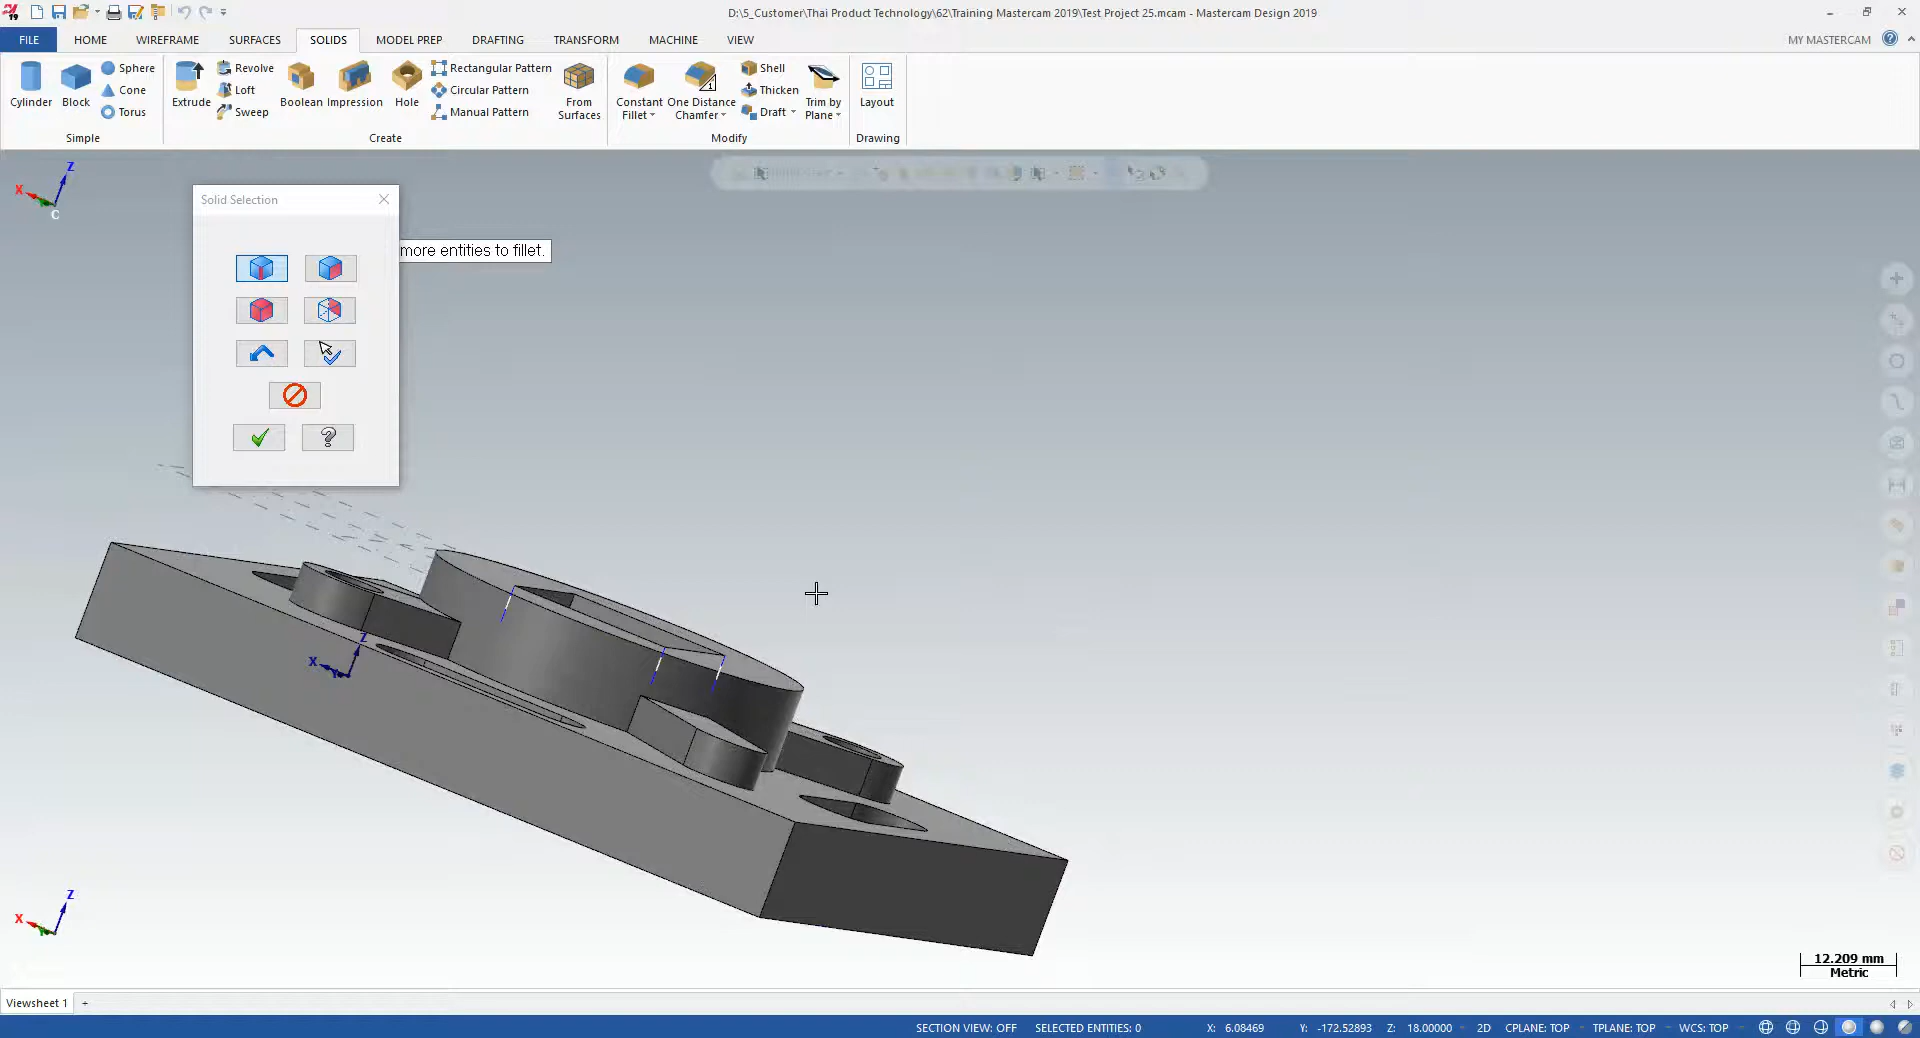 19
D:\5_Customer\Thai Product Technology\62\Training Mastercam 2019\Test Project 25.mcam - Mastercam Design 2019
FILE HOME WIREFRAME SURFACES SOLIDS MODEL PREP DRAFTING TRANSFORM MACHINE VIEW MY MASTERCAM
Cylinder Block Sphere Cone Torus
Simple
Extrude Revolve Loft Sweep Boolean Impression Hole Rectangular Pattern Circular Pattern Manual Pattern From Surfaces
Create
Constant Fillet One Distance Chamfer Shell Thicken Draft Trim by Plane
Modify
Layout
Drawing
Z
X
C
Solid Selection
more entities to fillet.
Z
X
Z
X
12.209 mm
Metric
Viewsheet 1 +
SECTION VIEW: OFF SELECTED ENTITIES: 0 X: 6.08469 Y: -172.52893 Z: 18.00000 2D CPLANE: TOP TPLANE: TOP WCS: TOP